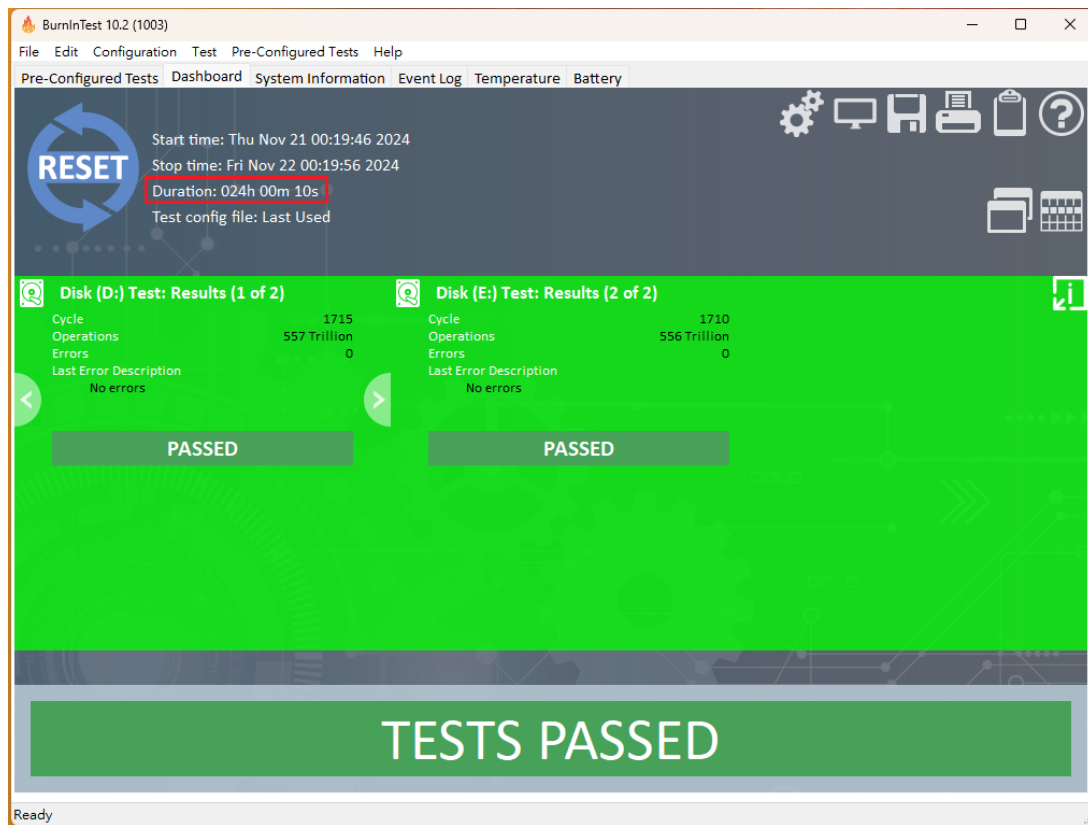 BurnInTest 10.2 (1003)
File Edit Configuration Test Pre-Configured Tests Help
Pre-Configured Tests Dashboard System Information Event Log Temperature Battery
RESET
Start time: Thu Nov 21 00:19:46 2024
Stop time: Fri Nov 22 00:19:56 2024
Duration: 024h 00m 10s
Test config file: Last Used
Disk (D:) Test: Results (1 of 2)
Cycle 1715
Operations 557 Trillion
Errors 0
Last Error Description
No errors
PASSED
Disk (E:) Test: Results (2 of 2)
Cycle 1710
Operations 556 Trillion
Errors 0
Last Error Description
No errors
PASSED
TESTS PASSED
Ready